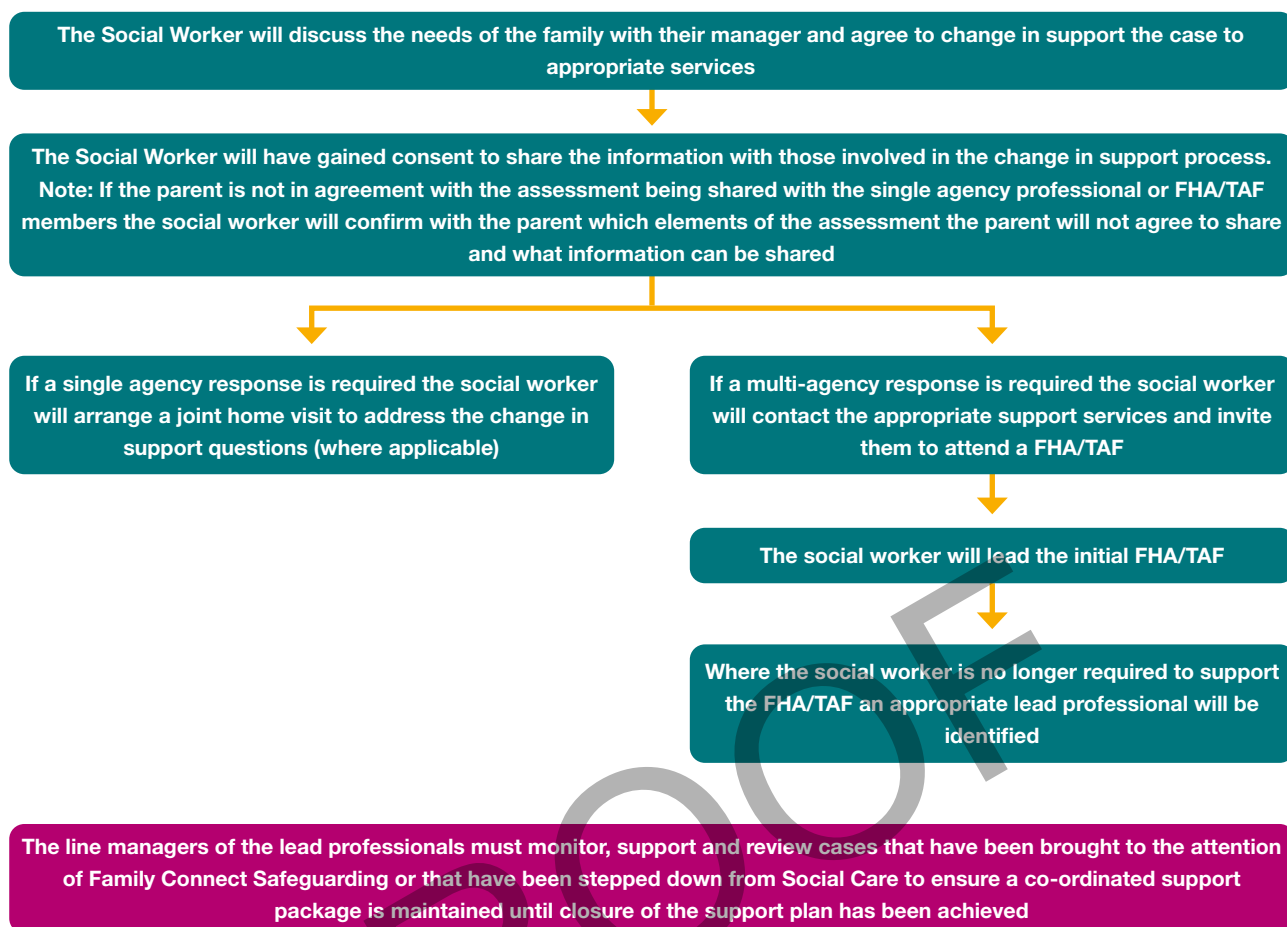 The Social Worker will discuss the needs of the family with their manager and agree to change in support the case to
appropriate services
The Social Worker will have gained consent to share the information with those involved in the change in support process.
Note: If the parent is not in agreement with the assessment being shared with the single agency professional or FHA/TAF
members the social worker will confirm with the parent which elements of the assessment the parent will not agree to share
and what information can be shared
If a single agency response is required the social worker
will arrange a joint home visit to address the change in
support questions (where applicable)
If a multi-agency response is required the social worker
will contact the appropriate support services and invite
them to attend a FHA/TAF
The social worker will lead the initial FHA/TAF
Where the social worker is no longer required to support
the FHA/TAF an appropriate lead professional will be
identified
The line managers of the lead professionals must monitor, support and review cases that have been brought to the attention
of Family Connect Safeguarding or that have been stepped down from Social Care to ensure a co-ordinated support
package is maintained until closure of the support plan has been achieved
OOF